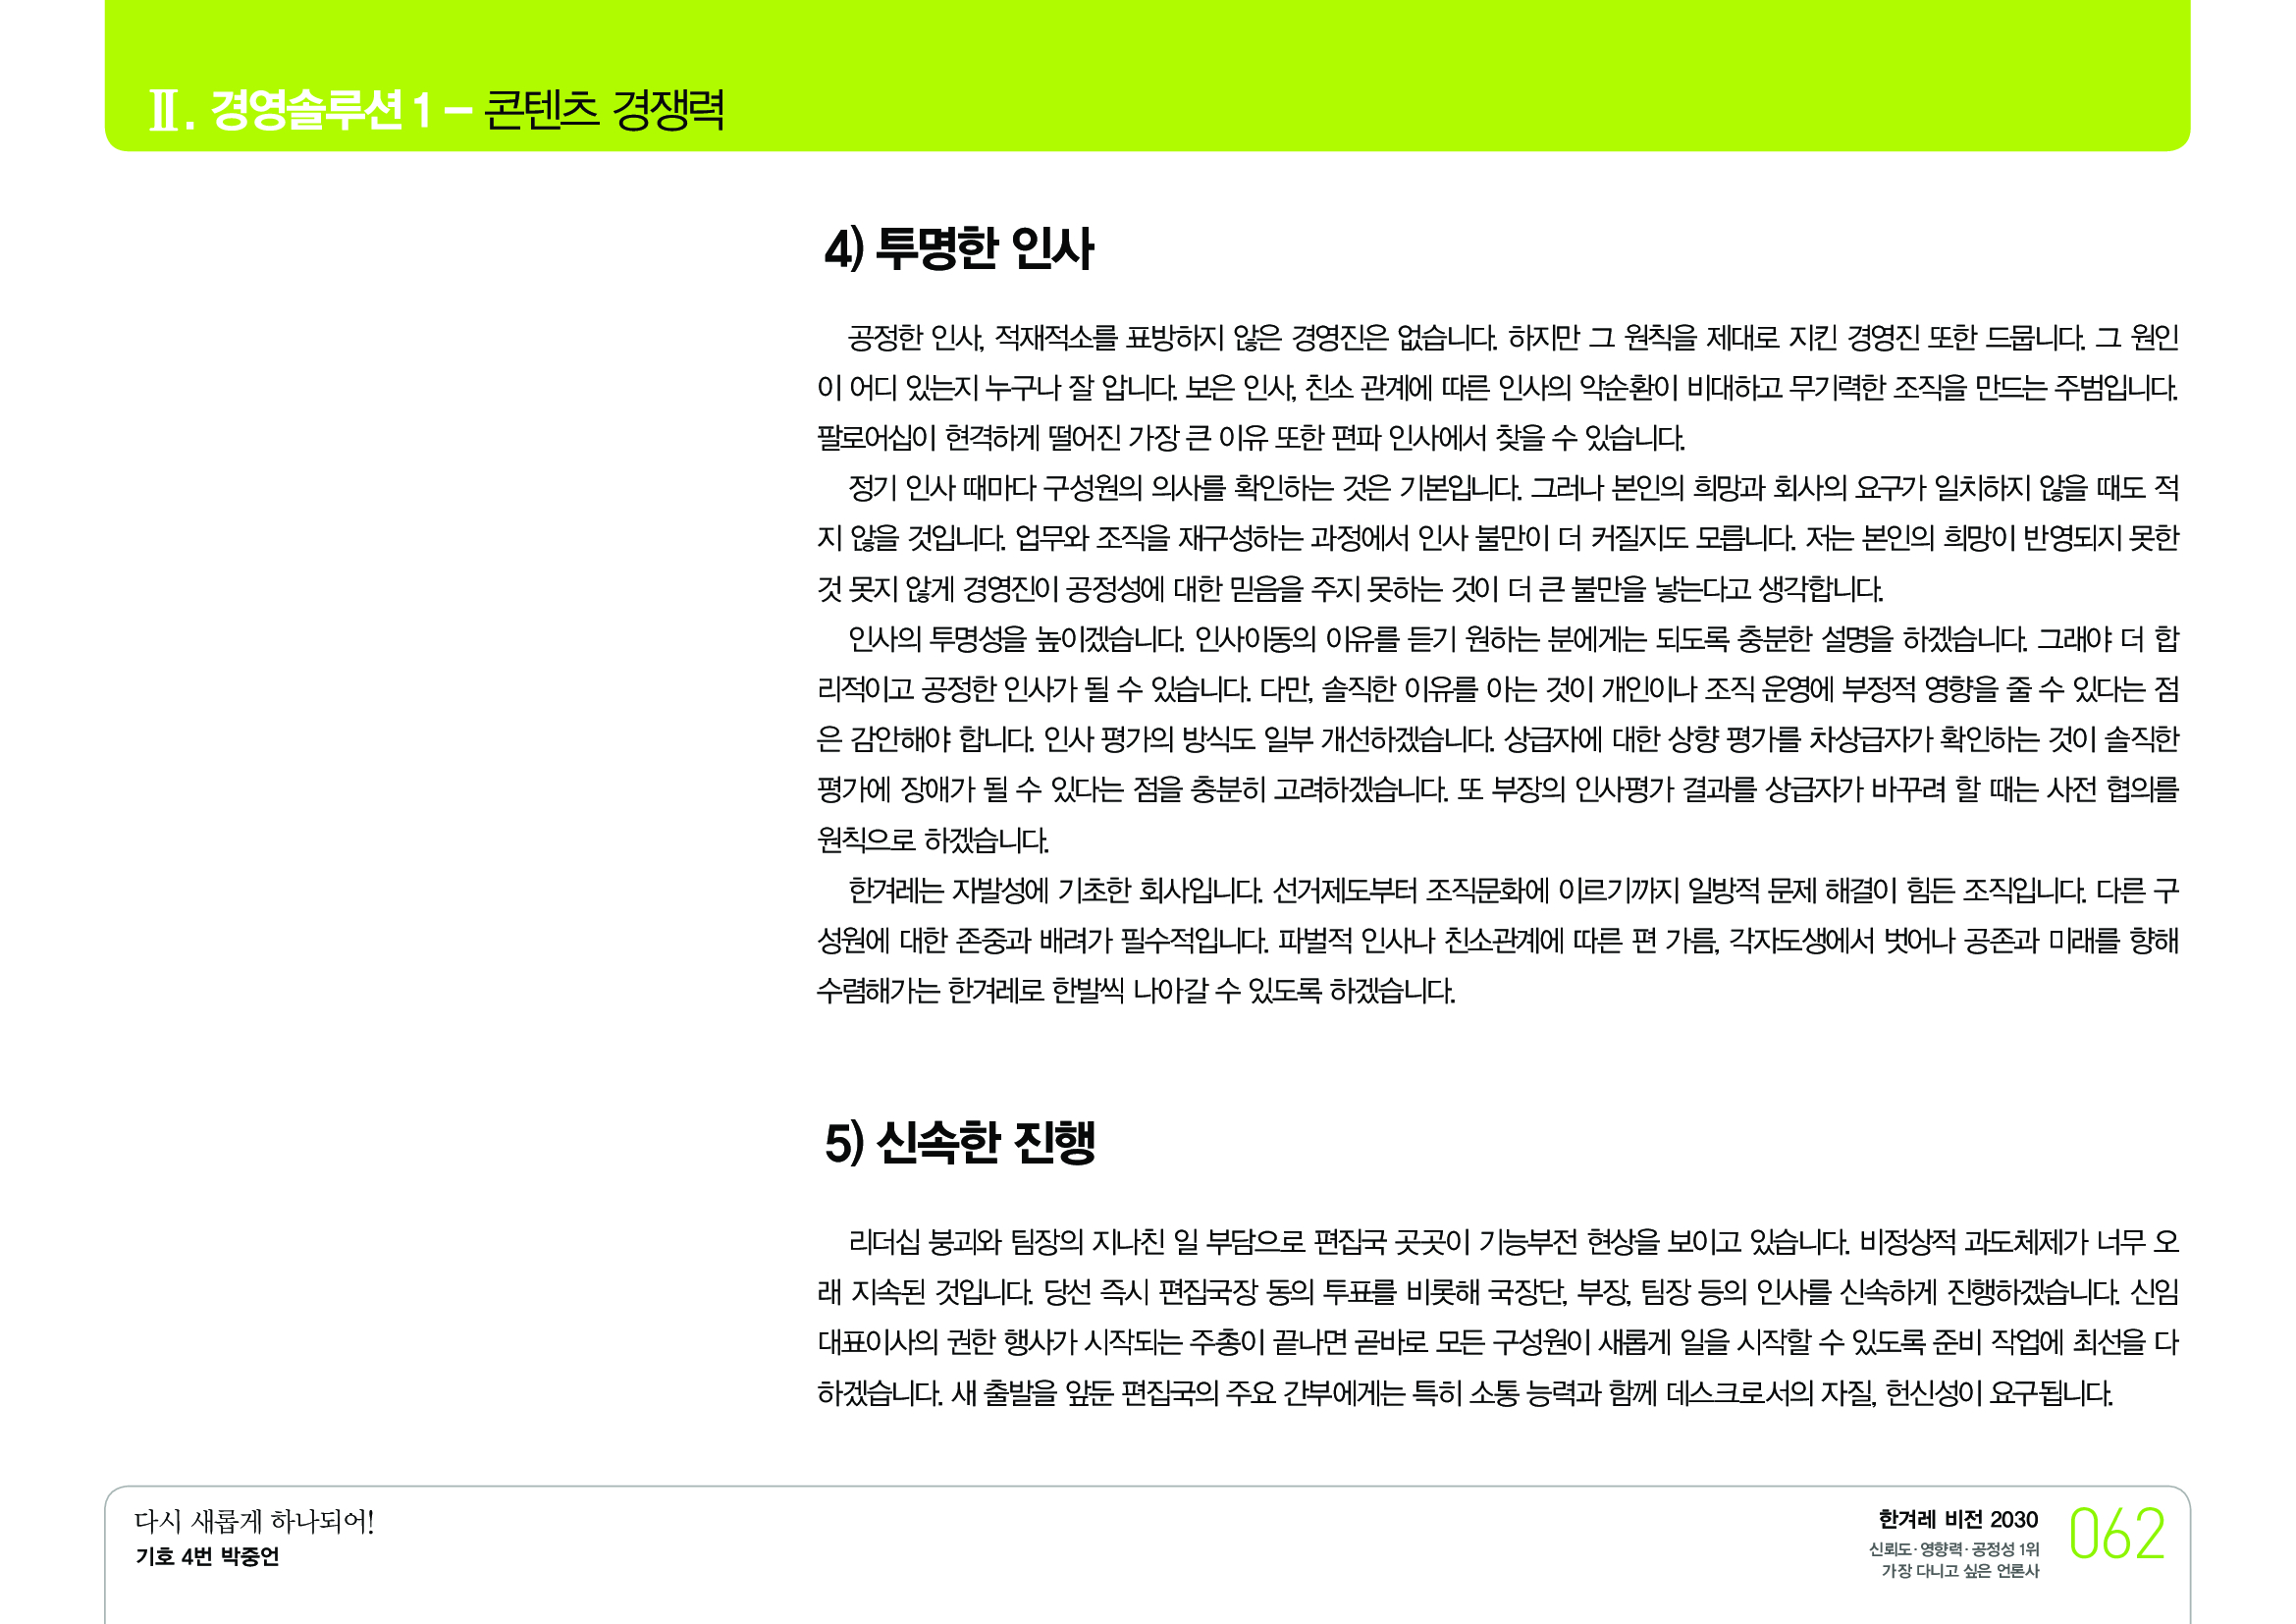 Ⅱ. 경영솔루션 1 – 콘텐츠 경쟁력
4) 투명한 인사
공정한 인사, 적재적소를 표방하지 않은 경영진은 없습니다. 하지만 그 원칙을 제대로 지킨 경영진 또한 드뭅니다. 그 원인
이 어디 있는지 누구나 잘 압니다. 보은 인사, 친소 관계에 따른 인사의 악순환이 비대하고 무기력한 조직을 만드는 주범입니다.
팔로어십이 현격하게 떨어진 가장 큰 이유 또한 편파 인사에서 찾을 수 있습니다.
정기 인사 때마다 구성원의 의사를 확인하는 것은 기본입니다. 그러나 본인의 희망과 회사의 요구가 일치하지 않을 때도 적
지 않을 것입니다. 업무와 조직을 재구성하는 과정에서 인사 불만이 더 커질지도 모릅니다. 저는 본인의 희망이 반영되지 못한
것 못지 않게 경영진이 공정성에 대한 믿음을 주지 못하는 것이 더 큰 불만을 낳는다고 생각합니다.
인사의 투명성을 높이겠습니다. 인사이동의 이유를 듣기 원하는 분에게는 되도록 충분한 설명을 하겠습니다. 그래야 더 합
리적이고 공정한 인사가 될 수 있습니다. 다만, 솔직한 이유를 아는 것이 개인이나 조직 운영에 부정적 영향을 줄 수 있다는 점
은 감안해야 합니다. 인사 평가의 방식도 일부 개선하겠습니다. 상급자에 대한 상향 평가를 차상급자가 확인하는 것이 솔직한
평가에 장애가 될 수 있다는 점을 충분히 고려하겠습니다. 또 부장의 인사평가 결과를 상급자가 바꾸려 할 때는 사전 협의를
원칙으로 하겠습니다.
한겨레는 자발성에 기초한 회사입니다. 선거제도부터 조직문화에 이르기까지 일방적 문제 해결이 힘든 조직입니다. 다른 구
성원에 대한 존중과 배려가 필수적입니다. 파벌적 인사나 친소관계에 따른 편 가름, 각자도생에서 벗어나 공존과 미래를 향해
수렴해가는 한겨레로 한발씩 나아갈 수 있도록 하겠습니다.
5) 신속한 진행
리더십 붕괴와 팀장의 지나친 일 부담으로 편집국 곳곳이 기능부전 현상을 보이고 있습니다. 비정상적 과도체제가 너무 오
래 지속된 것입니다. 당선 즉시 편집국장 동의 투표를 비롯해 국장단, 부장, 팀장 등의 인사를 신속하게 진행하겠습니다. 신임
대표이사의 권한 행사가 시작되는 주총이 끝나면 곧바로 모든 구성원이 새롭게 일을 시작할 수 있도록 준비 작업에 최선을 다
하겠습니다. 새 출발을 앞둔 편집국의 주요 간부에게는 특히 소통 능력과 함께 데스크로서의 자질, 헌신성이 요구됩니다.
다시 새롭게 하나되어!
기호 4번 박중언
한겨레 비전 2030
신뢰도·영향력·공정성 1위
가장 다니고 싶은 언론사
062